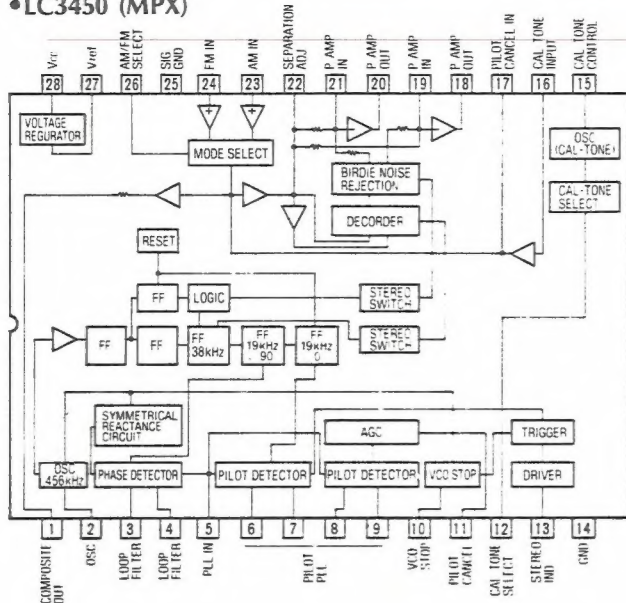 •LC3450 (MPX)
Vcc
Vref
AM/FM SELECT
SIG GND
FM IN
AM IN
SEPARATION ADJ
P AMP IN
P AMP OUT
P AMP IN
P AMP OUT
PILOT CANCEL IN
CAL TONE INPUT
CAL TONE CONTROL
28 27 26 25 24 23 22 21 20 19 18 17 16 15
VOLTAGE
REGURATOR
+ +
MODE SELECT
OSC
(CAL-TONE)
BIRDIE NOISE
REJECTION
CAL-TONE
SELECT
DECORDER
RESET
FF
LOGIC
STEREO
SWITCH
FF
FF
FF
38kHz
FF
19kHz
90
FF
19kHz
0
STEREO
SWITCH
SYMMETRICAL
REACTANCE
CIRCUIT
AGC
TRIGGER
OSC
456kHz
PHASE DETECTOR
PILOT DETECTOR
PILOT DETECTOR
VCO STOP
DRIVER
1 2 3 4 5 6 7 8 9 10 11 12 13 14
COMPOSITE OUT
OSC
LOOP FILTER
LOOP FILTER
PLL IN
PILOT PLL
VCO STOP
PILOT CANCEL
CAL TONE SELECT
STEREO IND
GND